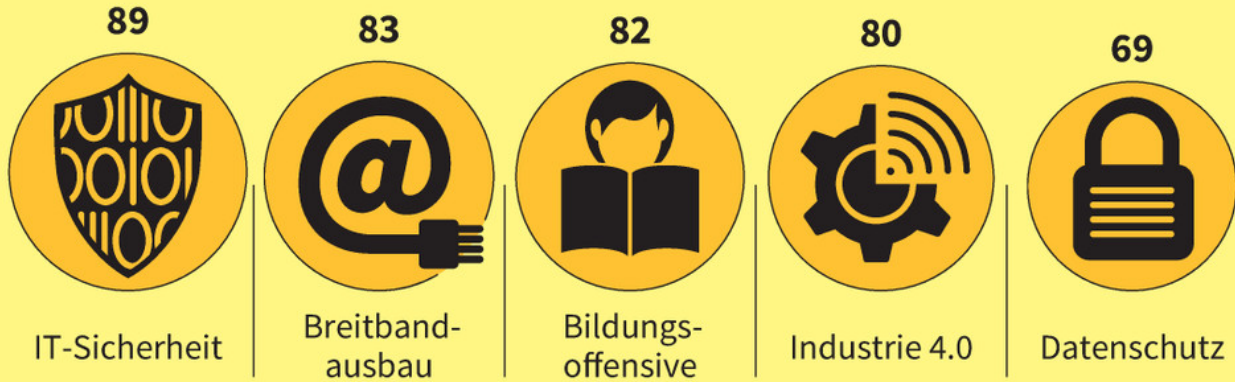 89
83
82
80
69
@
IT-Sicherheit
Breitband-
ausbau
Bildungs-
offensive
Industrie 4.0
Datenschutz